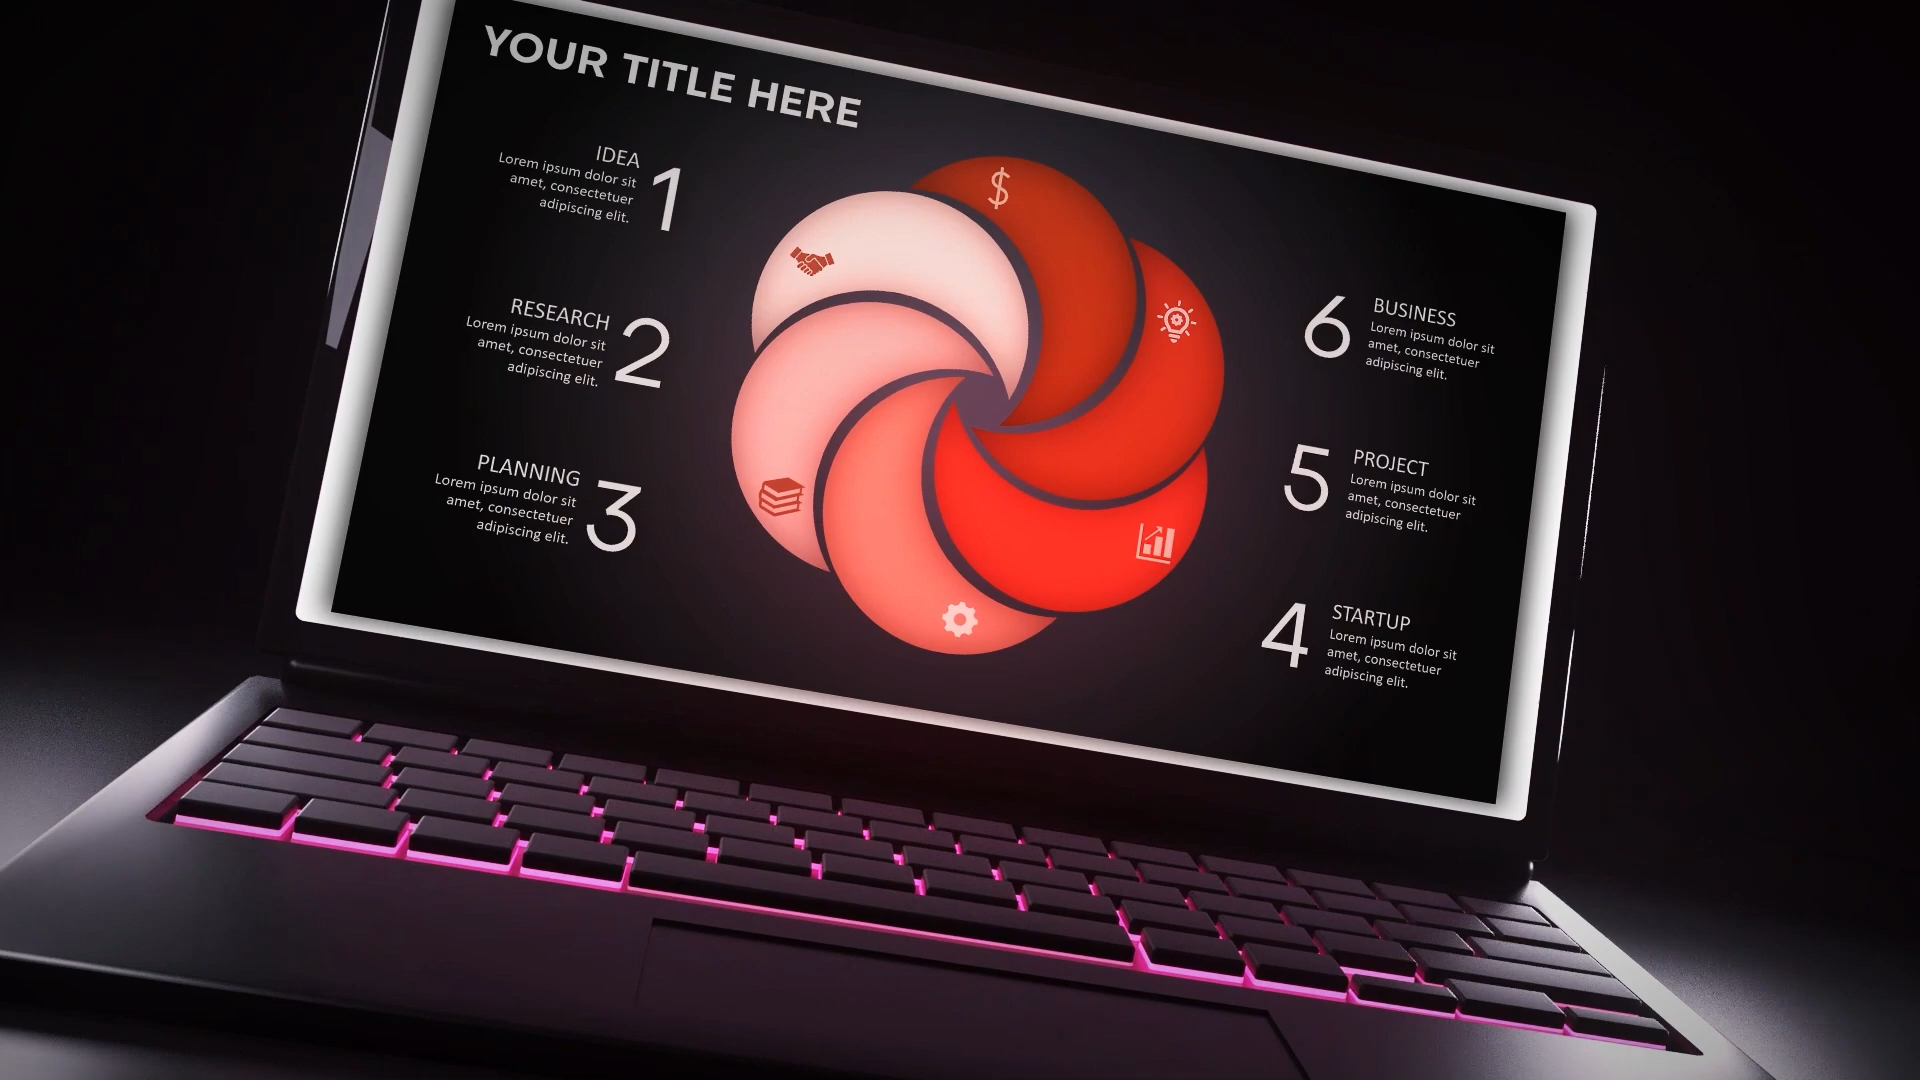 YOUR TITLE HERE
IDEA
Lorem ipsum dolor sit
amet, consectetuer
adipiscing elit.
1
RESEARCH
Lorem ipsum dolor sit
amet, consectetuer
adipiscing elit.
2
PLANNING
Lorem ipsum dolor sit
amet, consectetuer
adipiscing elit.
3
$
6
BUSINESS
Lorem ipsum dolor sit
amet, consectetuer
adipiscing elit.
5
PROJECT
Lorem ipsum dolor sit
amet, consectetuer
adipiscing elit.
4
STARTUP
Lorem ipsum dolor sit
amet, consectetuer
adipiscing elit.